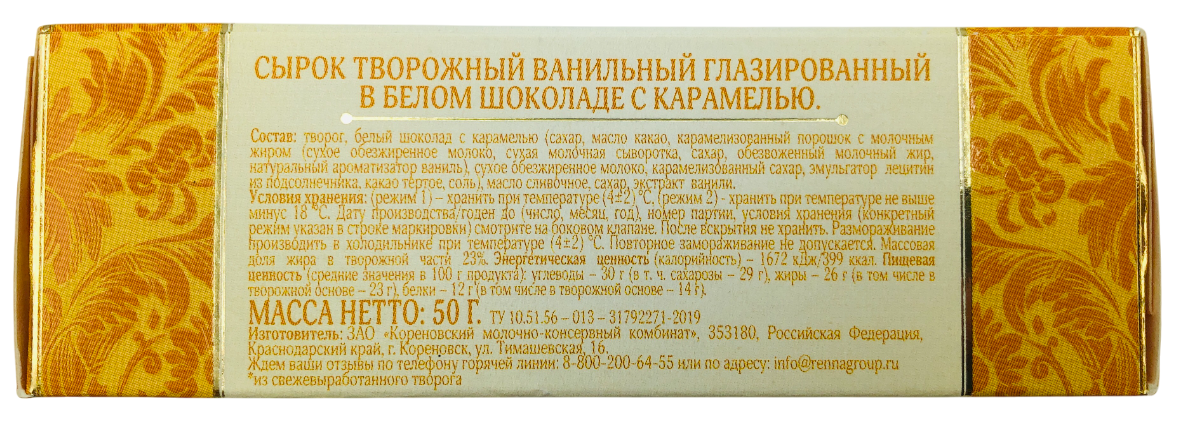 СЫРОК ТВОРОЖНЫЙ ВАНИЛЬНЫЙ ГЛАЗИРОВАННЫЙ
В БЕЛОМ ШОКОЛАДЕ С КАРАМЕЛЬЮ.
Состав: творог, белый шоколад с карамелью (сахар, масло какао, карамелизованный порошок с молочным
жиром (сухое обезжиренное молоко, сухая молочная сыворотка, сахар, обезвоженный молочный жир,
натуральный ароматизатор ваниль), сухое обезжиренное молоко, карамелизованный сахар, эмульгатор лецитин
из подсолнечника, какао тёртое, соль), масло сливочное, сахар, экстракт ванили.
Условия хранения: (режим 1) – хранить при температуре (4±2) °С, (режим 2) - хранить при температуре не выше
минус 18 °С. Дату производства/годен до (число, месяц, год), номер партии, условия хранения (конкретный
режим указан в строке маркировки) смотрите на боковом клапане. После вскрытия не хранить. Размораживание
производить в холодильнике при температуре (4±2) °С. Повторное замораживание не допускается. Массовая
доля жира в творожной части 23%. Энергетическая ценность (калорийность) – 1672 кДж/399 ккал. Пищевая
ценность (средние значения в 100 г продукта): углеводы – 30 г (в т. ч. сахарозы – 29 г), жиры – 26 г (в том числе в
творожной основе – 23 г), белки – 12 г (в том числе в творожной основе – 14 г).
МАССА НЕТТО: 50 Г. ТУ 10.51.56 – 013 – 31792271-2019
Изготовитель: ЗАО «Кореновский молочно-консервный комбинат», 353180, Российская Федерация,
Краснодарский край, г. Кореновск, ул. Тимашевская, 16,
Ждем ваши отзывы по телефону горячей линии: 8-800-200-64-55 или по адресу: info@rennagroup.ru
*из свежевыработанного творога